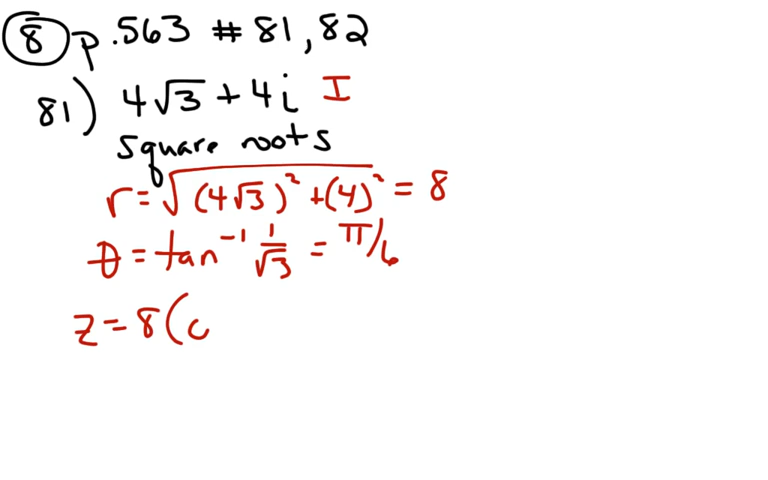 8 p.563 # 81, 82
81) 4√3 + 4i I
square roots
r = √(4√3)² + (4)² = 8
θ = tan⁻¹ 1/√3 = π/6
z = 8(c